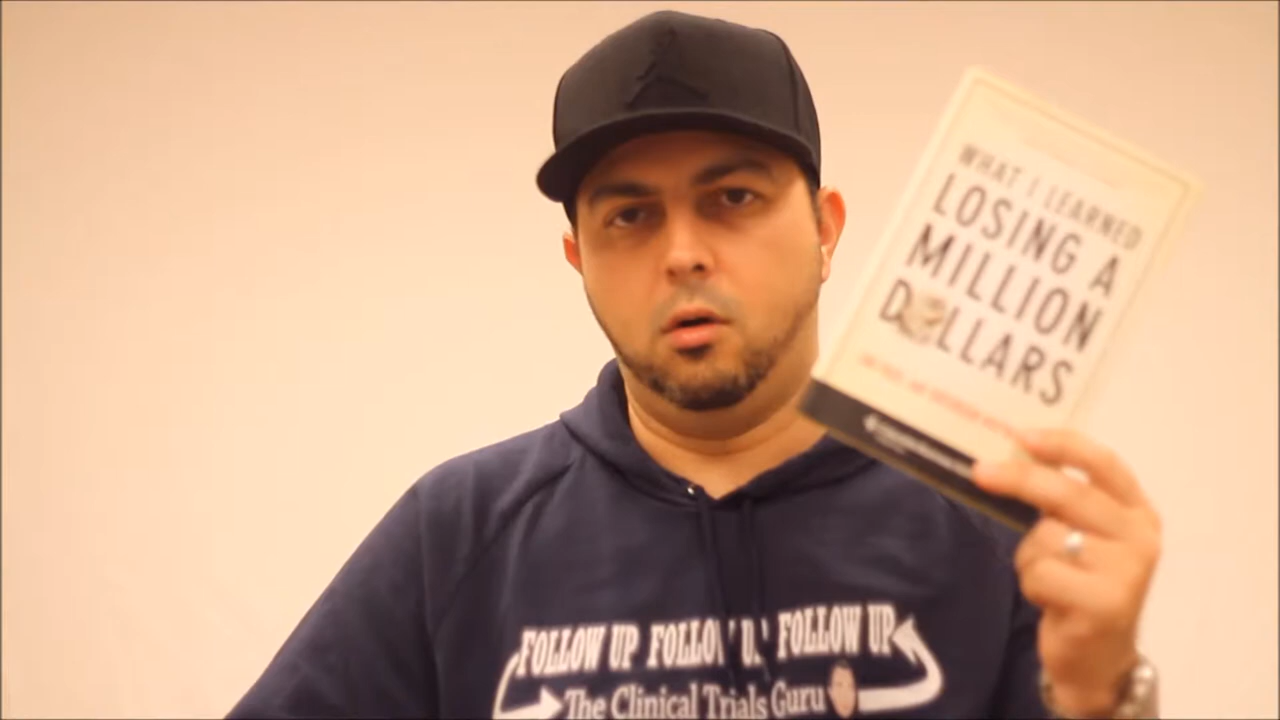 WHAT I LEARNED
LOSING A
MILLION
DOLLARS
FOLLOW UP FOLLOW UP FOLLOW UP
The Clinical Trials Guru